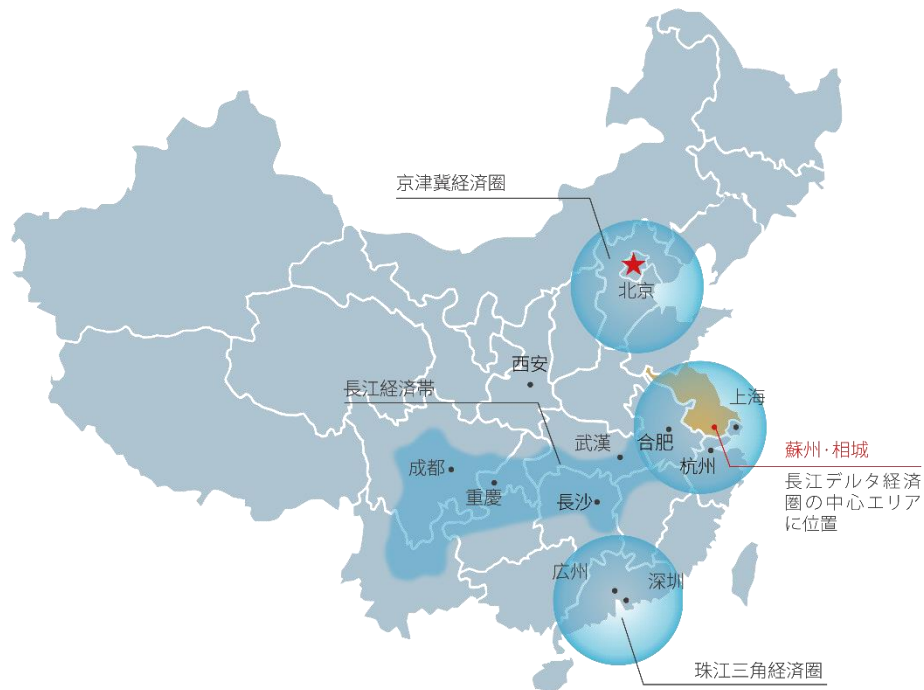 京津冀経済圏
北京
西安
長江経済帯
上海
武漢
合肥
蘇州·相城
杭州
成都
長江デルタ経済
圏の中心エリア
に位置
重慶
長沙
広州
深圳
珠江三角経済圏